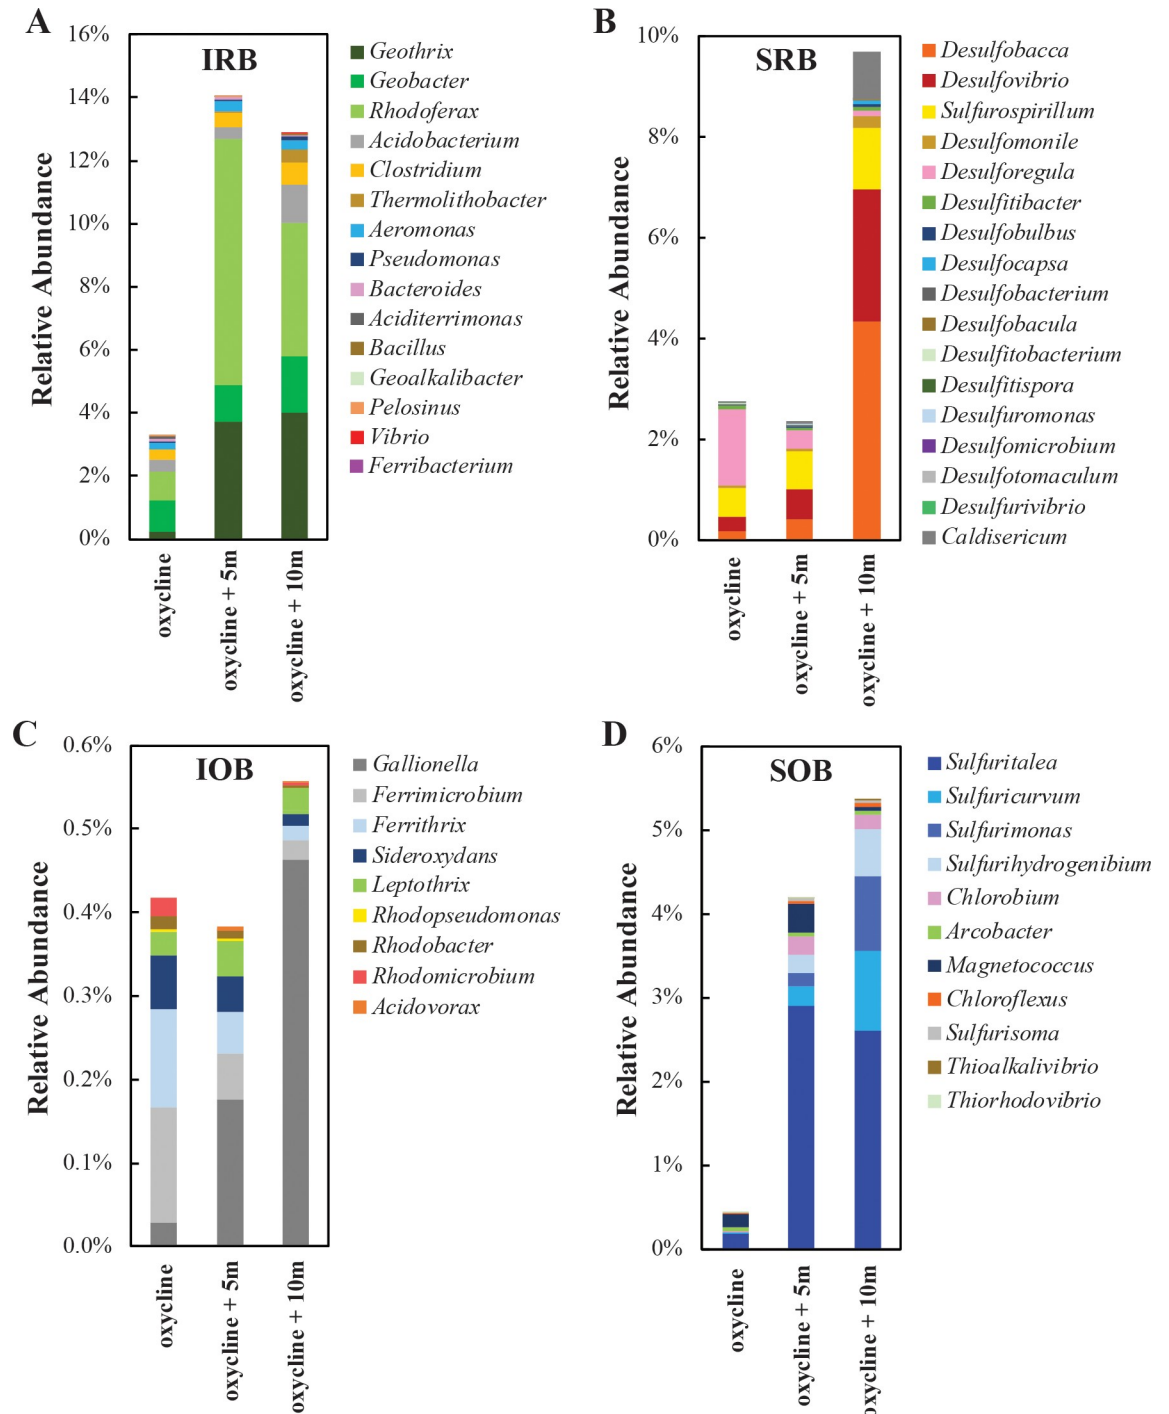 A
IRB
Relative Abundance
16%
14%
12%
10%
8%
6%
4%
2%
0%
oxycline
oxycline + 5m
oxycline + 10m
Geothrix
Geobacter
Rhodoferax
Acidobacterium
Clostridium
Thermolithobacter
Aeromonas
Pseudomonas
Bacteroides
Aciditerrimonas
Bacillus
Geoalkalibacter
Pelosinus
Vibrio
Ferribacterium
B
SRB
Relative Abundance
10%
8%
6%
4%
2%
0%
oxycline
oxycline + 5m
oxycline + 10m
Desulfobacca
Desulfovibrio
Sulfurospirillum
Desulfomonile
Desulforegula
Desulfitibacter
Desulfobulbus
Desulfocapsa
Desulfobacterium
Desulfobacula
Desulfitobacterium
Desulfitispora
Desulfuromonas
Desulfomicrobium
Desulfotomaculum
Desulfurivibrio
Caldisericum
C
IOB
Relative Abundance
0.6%
0.5%
0.4%
0.3%
0.2%
0.1%
0.0%
oxycline
oxycline + 5m
oxycline + 10m
Gallionella
Ferrimicrobium
Ferrithrix
Sideroxydans
Leptothrix
Rhodopseudomonas
Rhodobacter
Rhodomicrobium
Acidovorax
D
SOB
Relative Abundance
6%
5%
4%
3%
2%
1%
0%
oxycline
oxycline + 5m
oxycline + 10m
Sulfuritalea
Sulfuricurvum
Sulfurimonas
Sulfurihydrogenibium
Chlorobium
Arcobacter
Magnetococcus
Chloroflexus
Sulfurisoma
Thioalkalivibrio
Thiorhodovibrio